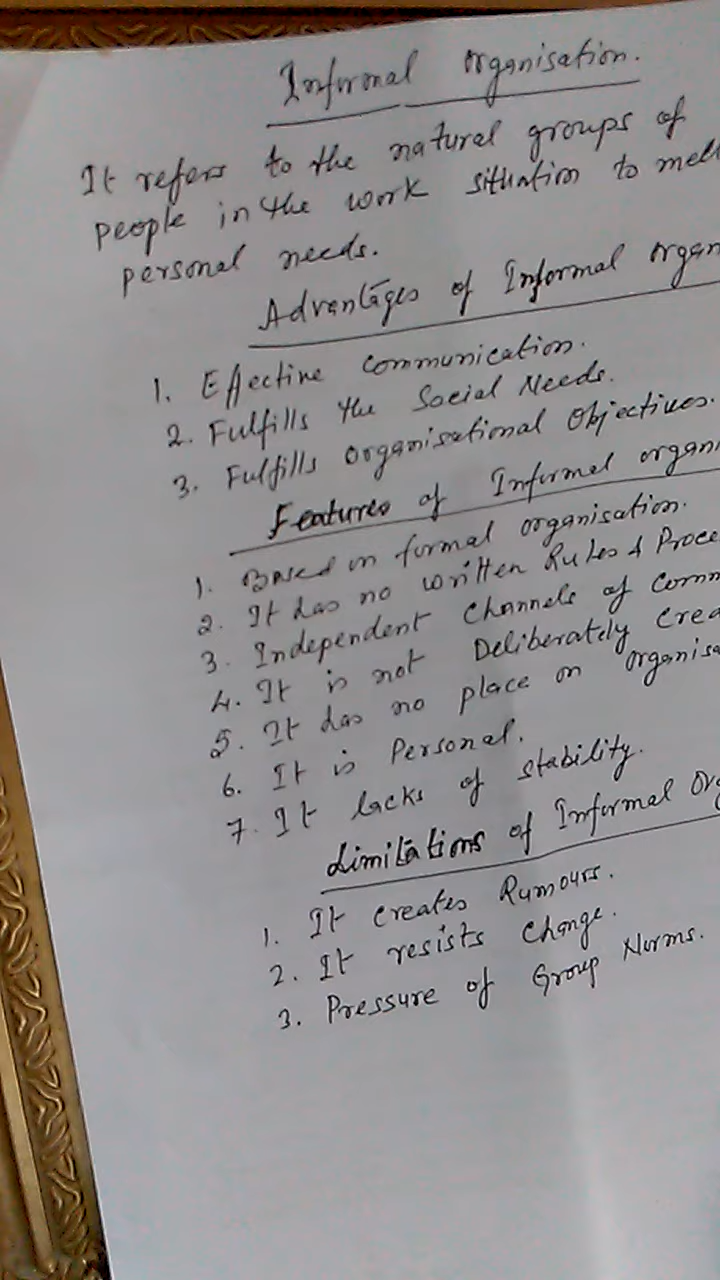 Informal organisation.
It refers to the natural groups of
people in the work situation to meet
personal needs.
Advantages of Informal organ
1. Effective communication.
2. Fulfills the Social Needs.
3. Fulfills organisational Objectives.
Features of Informal organi
1. Based on formal organisation.
2. It has no written Rules & Proce
3. Independent Channels of Comm
4. It is not Deliberately Crea
5. It has no place on organisa
6. It is Personal.
7. It lacks of stability.
Limitations of Informal Org
1. It creates Rumours.
2. It resists change.
3. Pressure of Group Norms.